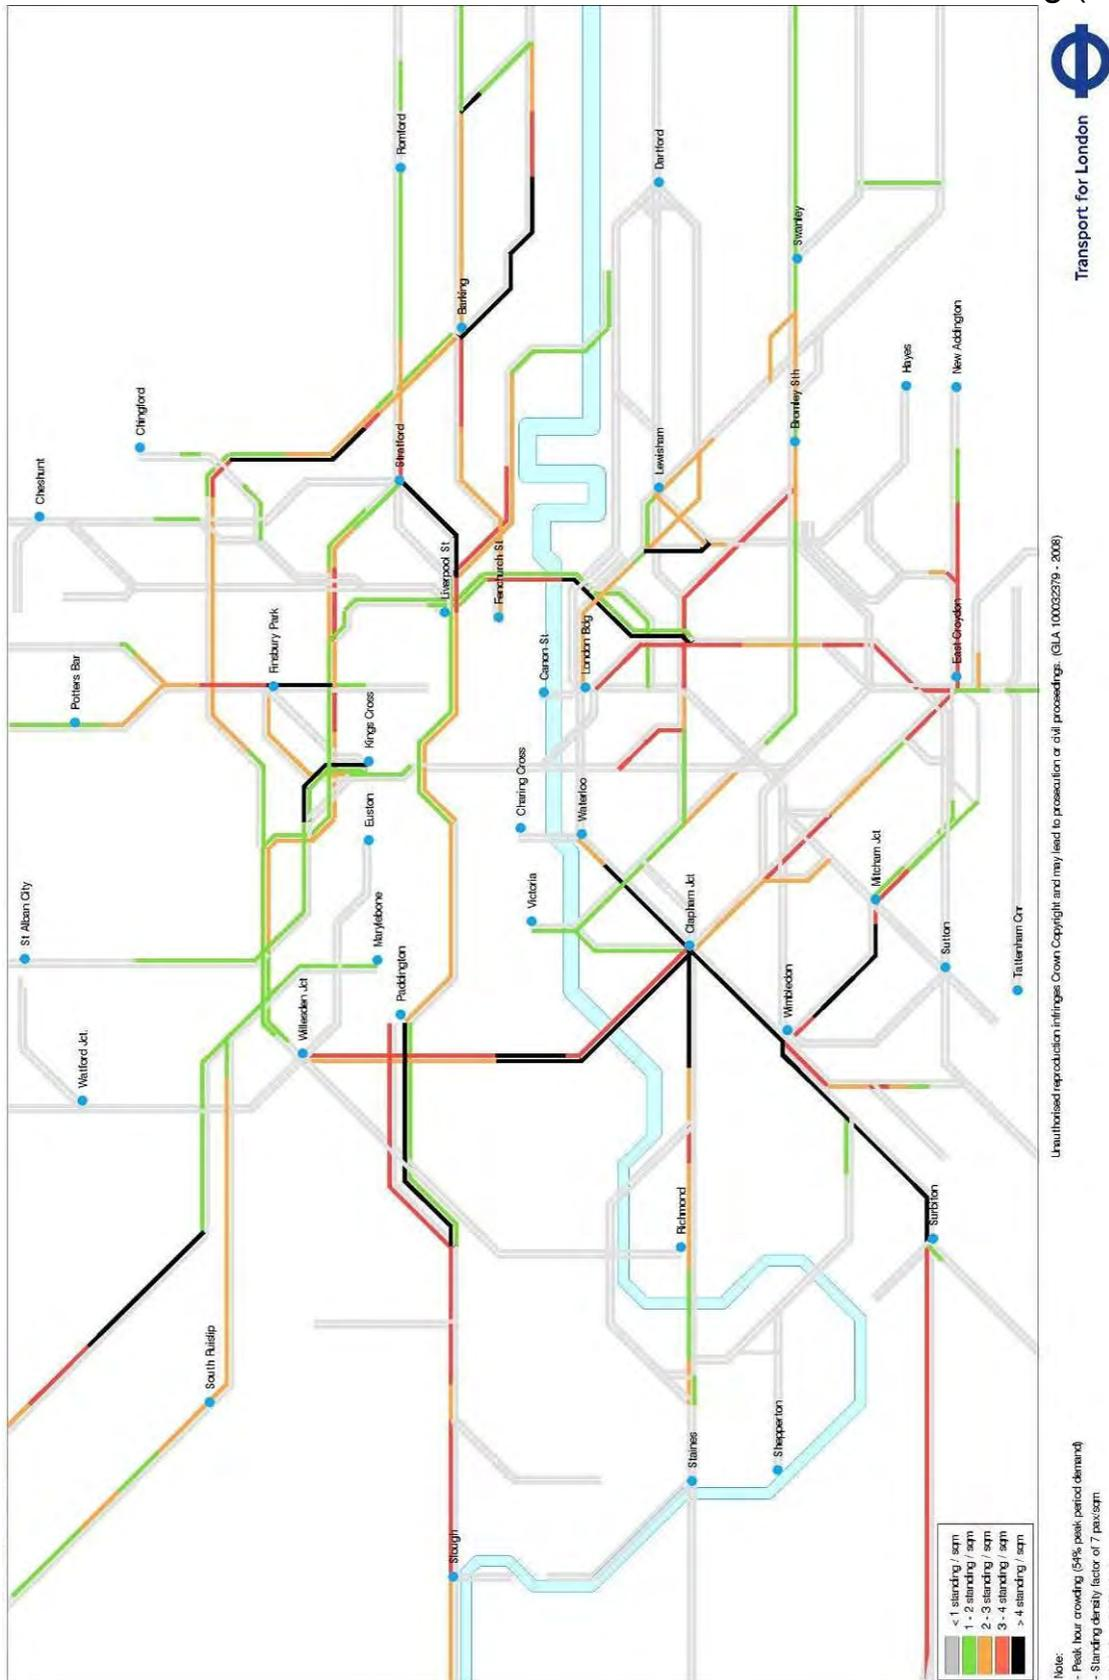 g (
Transport for London
Cheshunt
Chingford
Romford
Potters Bar
Finsbury Park
Stratford
Barking
St Alban City
Kings Cross
Liverpool St
Euston
Fenchurch St
Watford Jct.
Marylebone
Willesden Jct
Paddington
Charing Cross
Canon St
London Bdg
Waterloo
Victoria
Lewisham
Dartford
South Ruislip
Clapham Jct
Bromley Sth
Swanley
Richmond
Wimbledon
Mitcham Jct
Hayes
East Croydon
New Addington
Sutton
Tattenham Cnr
Slough
Staines
Shepperton
Surbiton
< 1 standing / sqm
1 - 2 standing / sqm
2 - 3 standing / sqm
3 - 4 standing / sqm
> 4 standing / sqm
Note:
- Peak hour crowding (54% peak period demand)
- Standing density factor of 7 pax/sqm
Unauthorised reproduction infringes Crown Copyright and may lead to prosecution or civil proceedings. (GLA 100032379 - 2008)